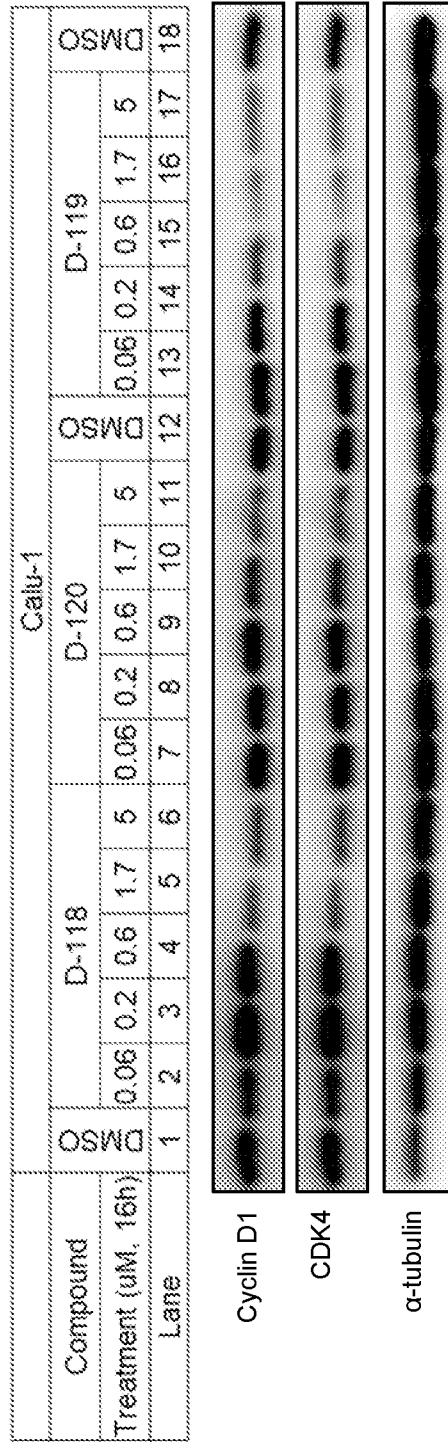 Calu-1
Compound DMSO D-118 D-120 DMSO D-119 DMSO
Treatment (uM, 16h) 0.06 0.2 0.6 1.7 5 0.06 0.2 0.6 1.7 5 0.06 0.2 0.6 1.7 5
Lane 1 2 3 4 5 6 7 8 9 10 11 12 13 14 15 16 17 18
Cyclin D1
CDK4
α-tubulin